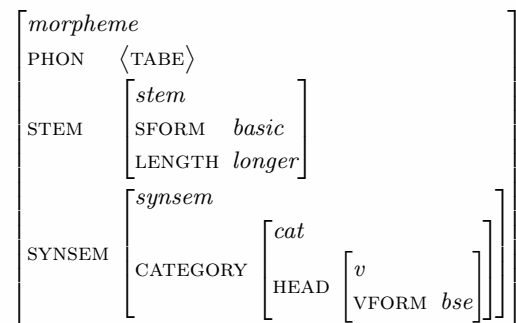 morpheme
PHON ⟨TABE⟩
stem
STEM SFORM basic
LENGTH longer
synsem
cat
SYNSEM CATEGORY HEAD v
VFORM bse